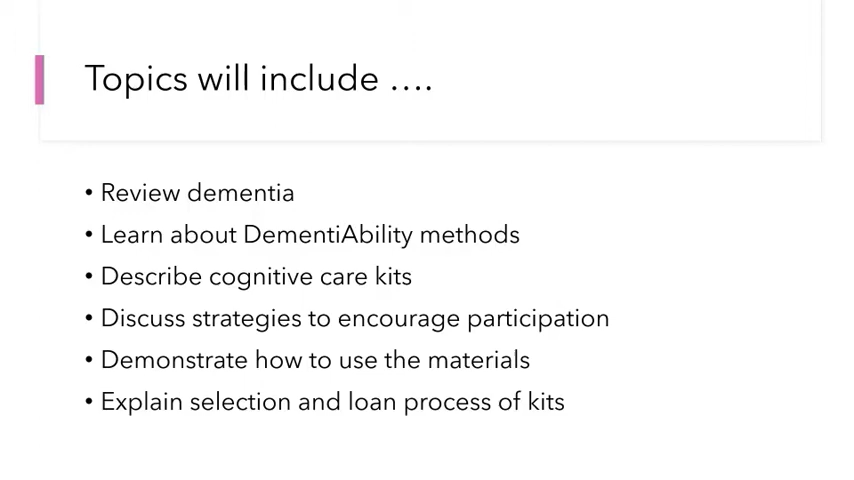 Topics will include ....
• Review dementia
• Learn about DementiAbility methods
• Describe cognitive care kits
• Discuss strategies to encourage participation
• Demonstrate how to use the materials
• Explain selection and loan process of kits